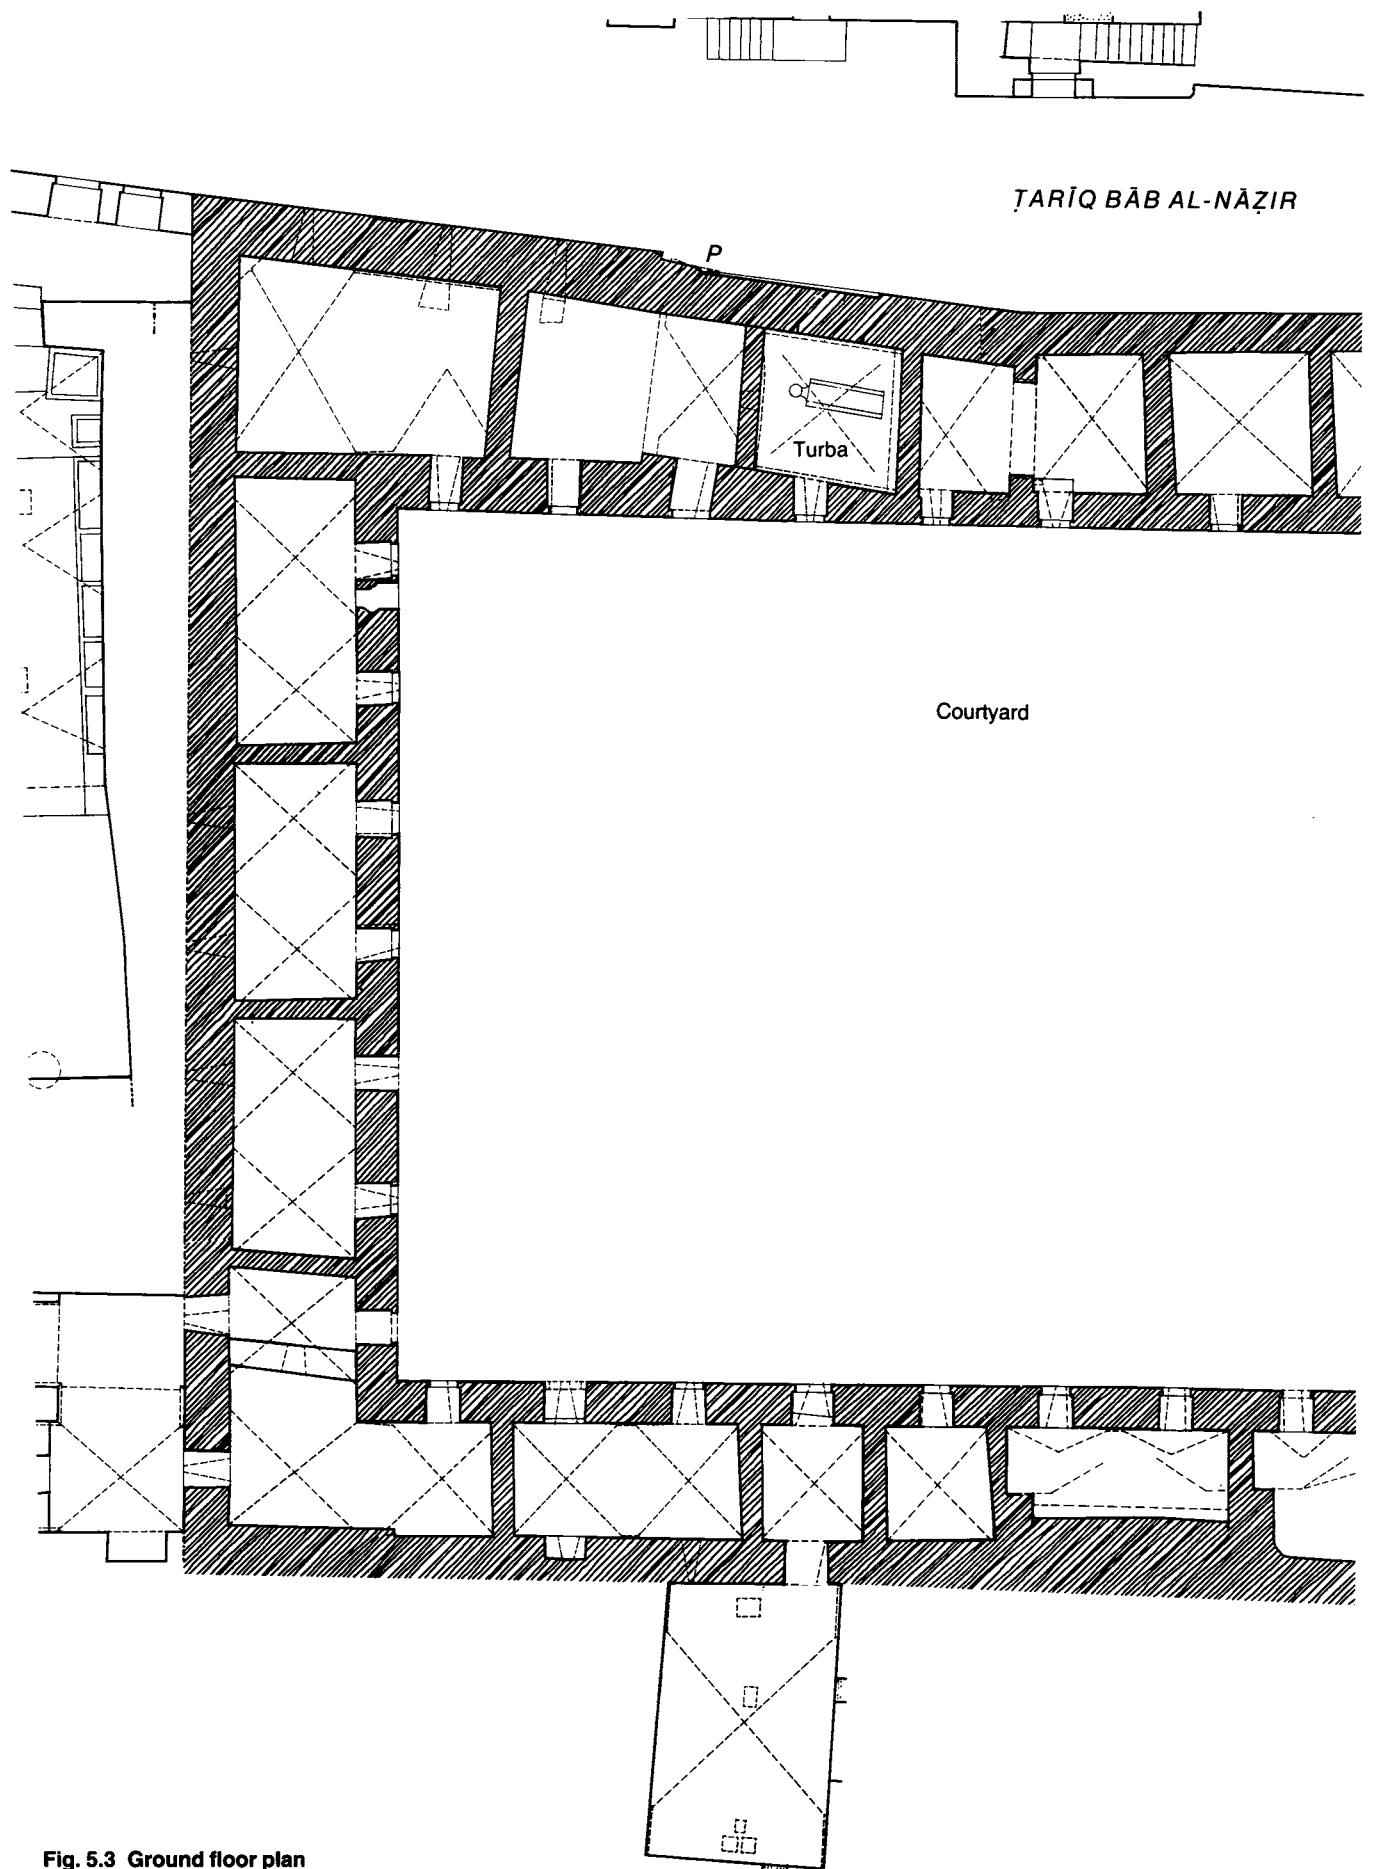 ṬARĪQ BĀB AL-NĀẒIR
P
Turba
Courtyard
Fig. 5.3 Ground floor plan